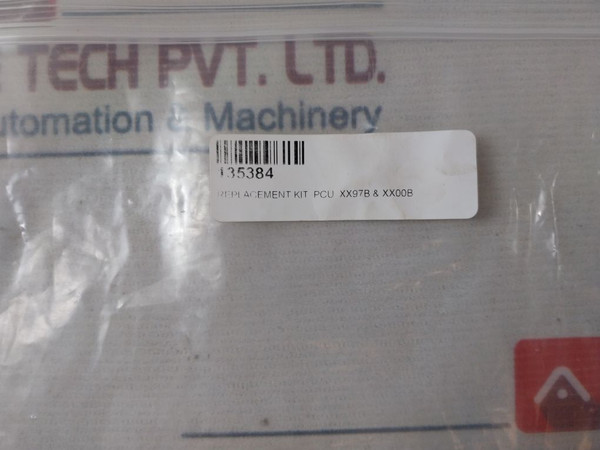 TECH PVT. LTD.
utomation & Machinery
135384
REPLACEMENT KIT PCU XX97B & XX00B